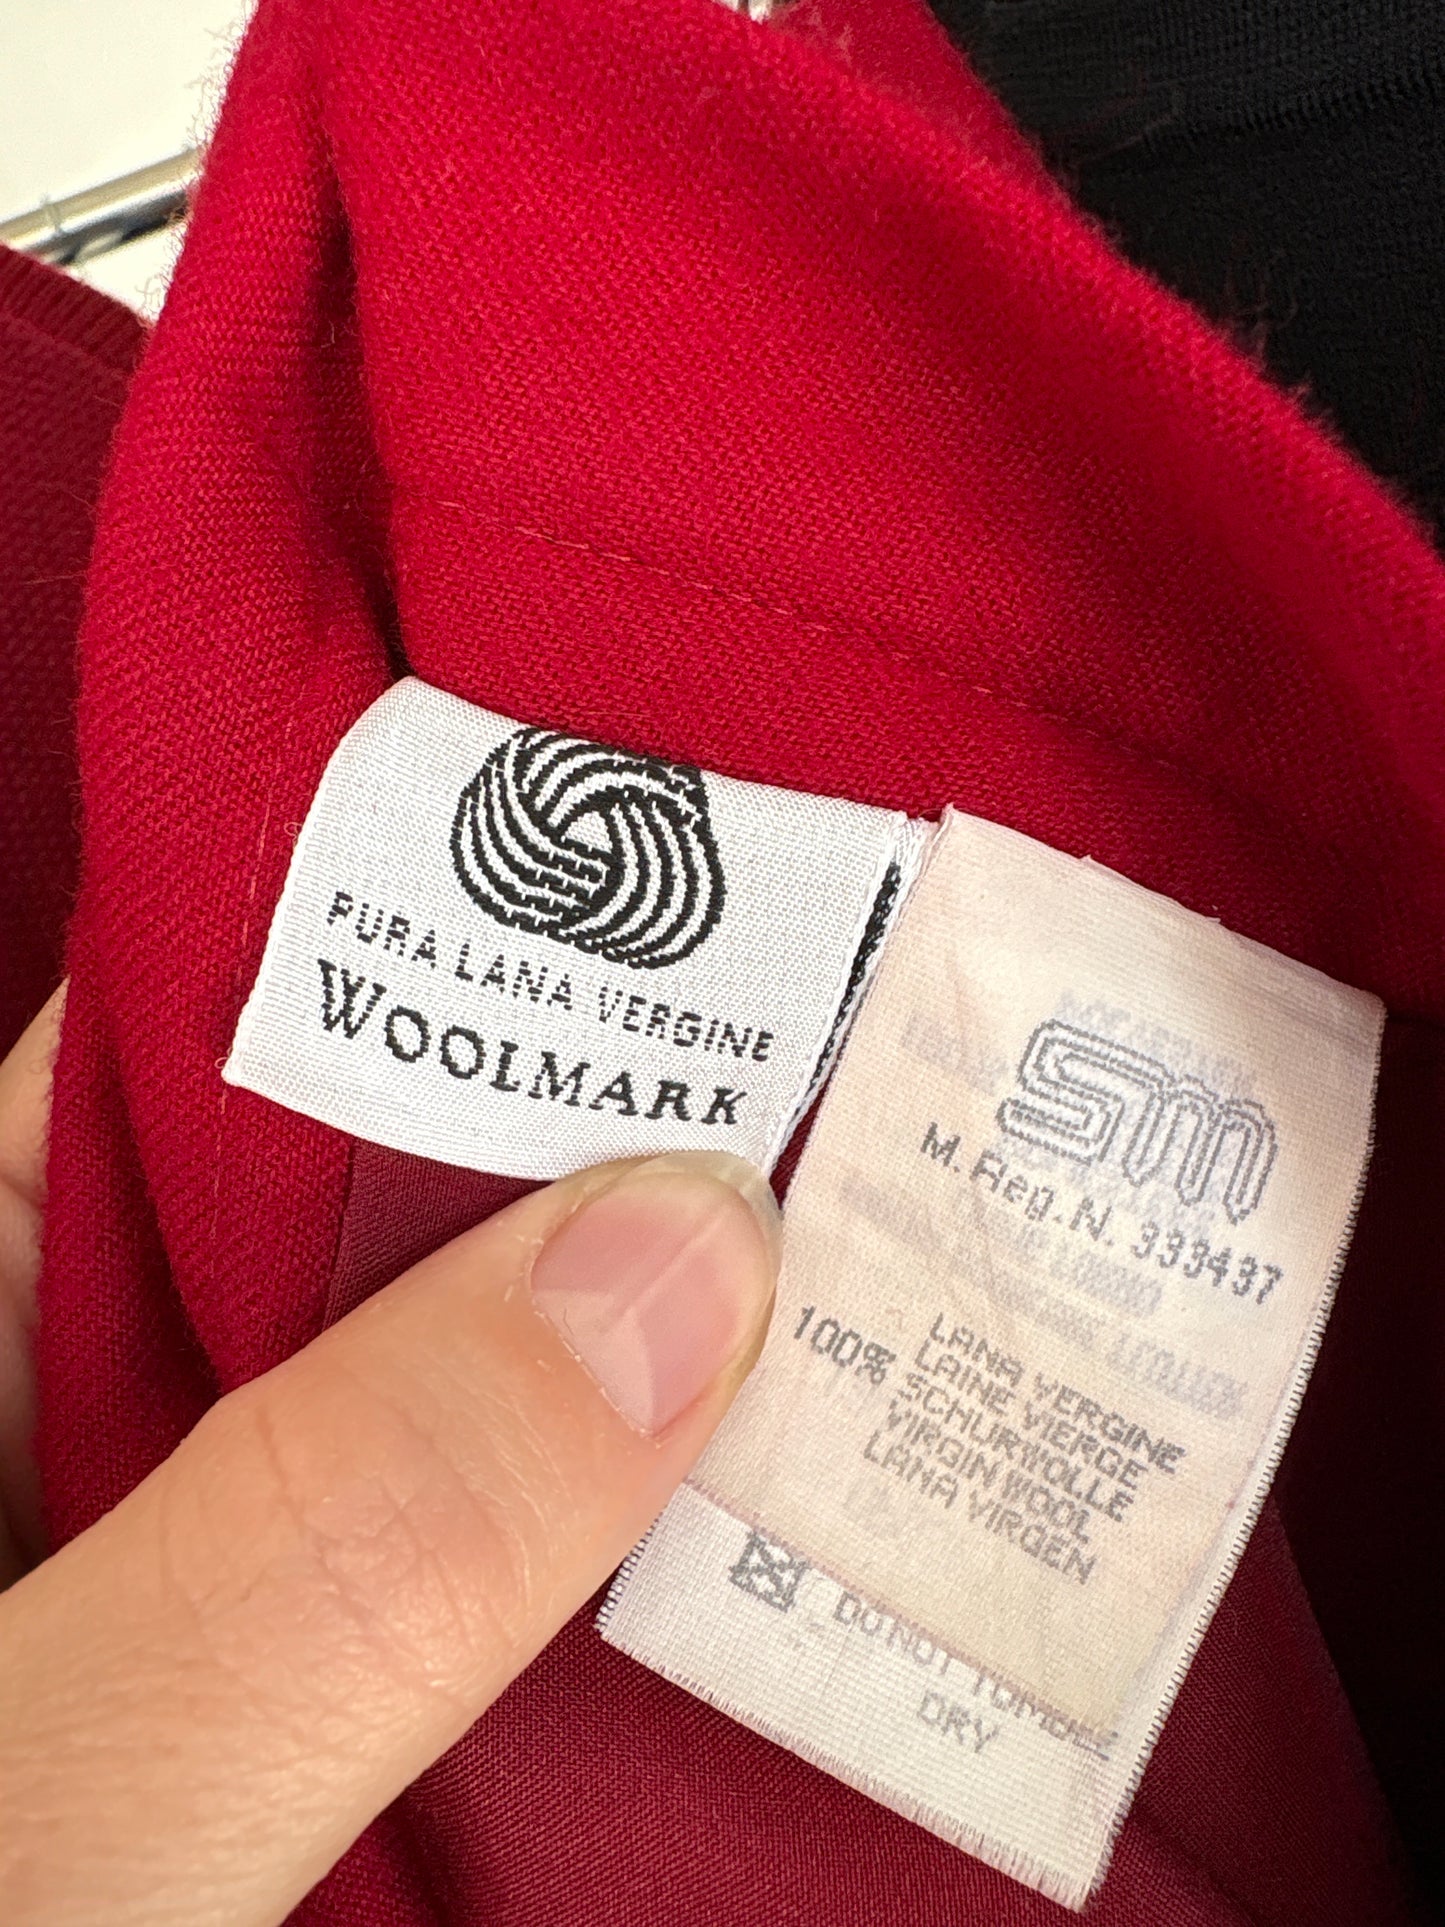 PURA LANA VERGINE
WOOLMARK
SM
M. Reg. N. 333437
100%
LANA VERGINE
LAINE VIERGE
SCHURWOLLE
VIRGIN WOOL
LANA VIRGEN
DO NOT TUMBLE
DRY